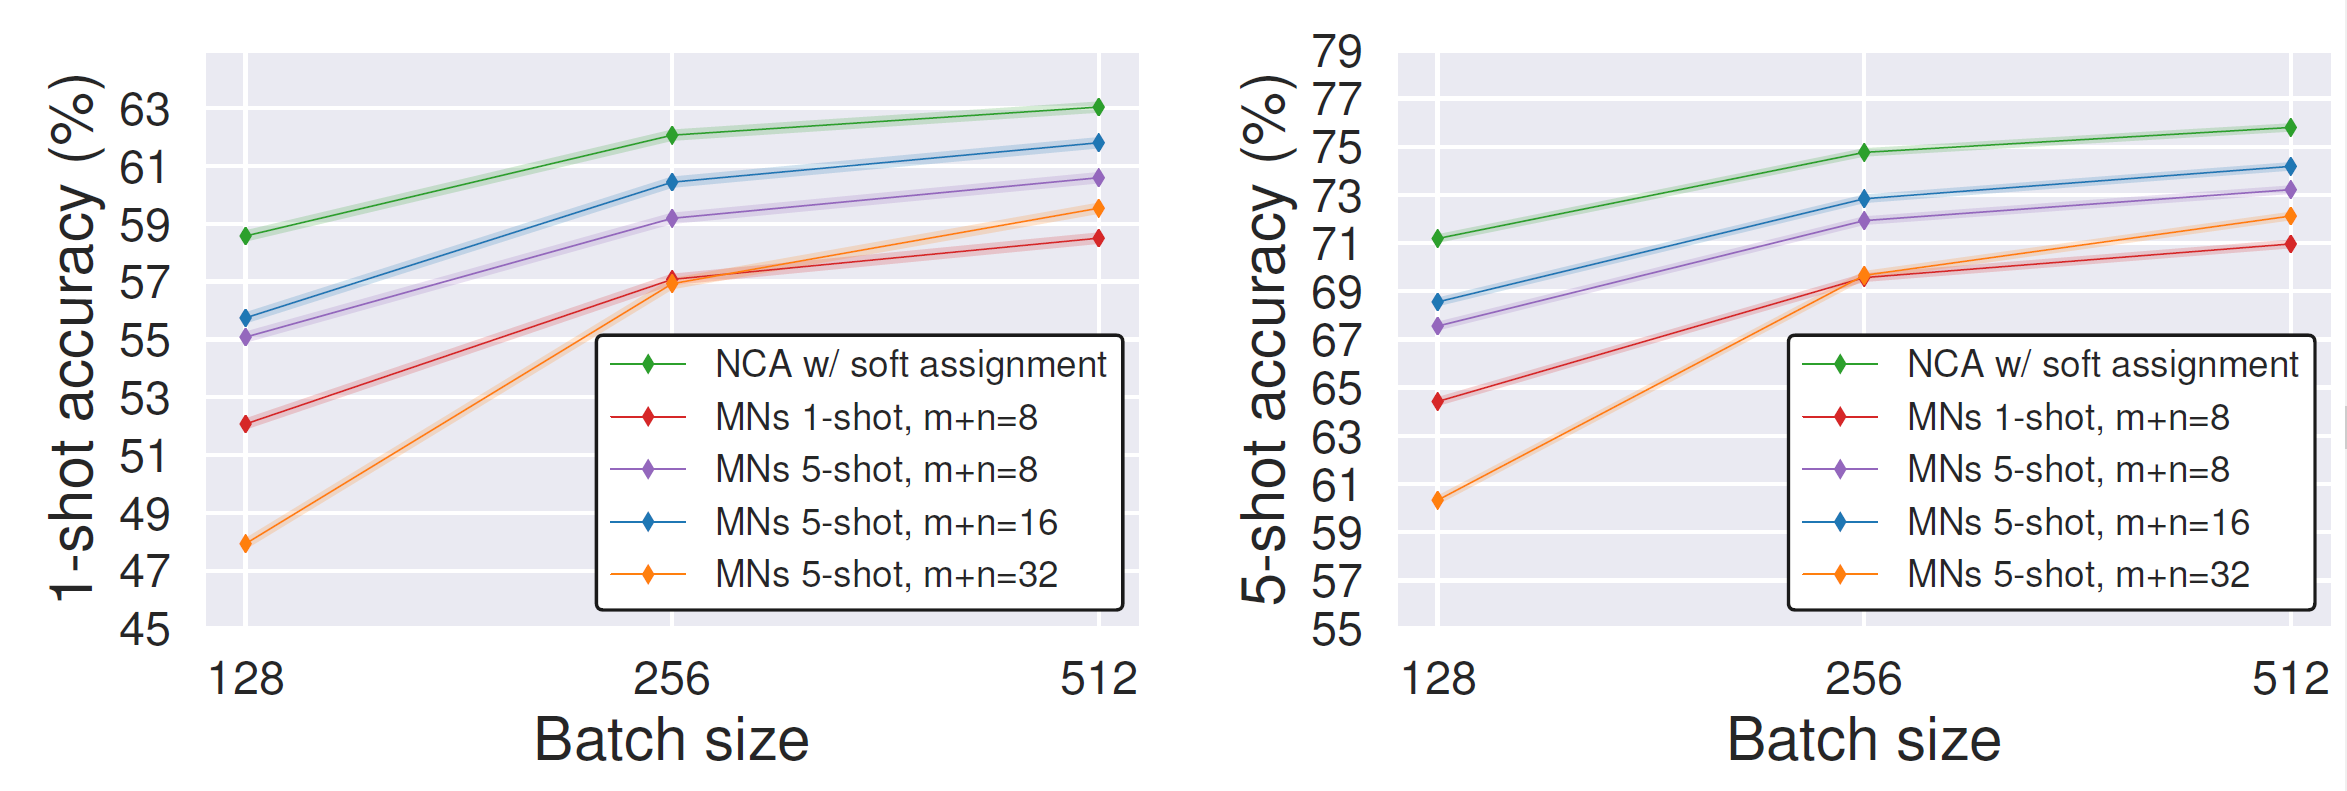 1-shot accuracy (%)
63
61
59
57
55
53
51
49
47
45
128 256 512
Batch size
NCA w/ soft assignment
MNs 1-shot, m+n=8
MNs 5-shot, m+n=8
MNs 5-shot, m+n=16
MNs 5-shot, m+n=32
5-shot accuracy (%)
79
77
75
73
71
69
67
65
63
61
59
57
55
128 256 512
Batch size
NCA w/ soft assignment
MNs 1-shot, m+n=8
MNs 5-shot, m+n=8
MNs 5-shot, m+n=16
MNs 5-shot, m+n=32